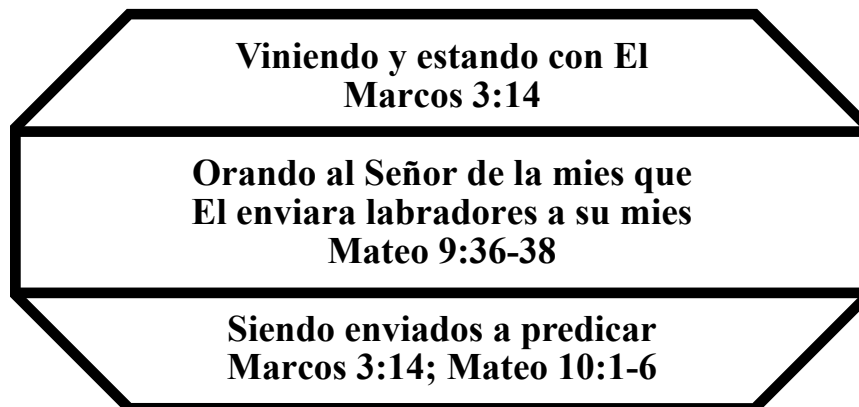 Viniendo y estando con El
Marcos 3:14
Orando al Señor de la mies que
El enviara labradores a su mies
Mateo 9:36-38
Siendo enviados a predicar
Marcos 3:14; Mateo 10:1-6